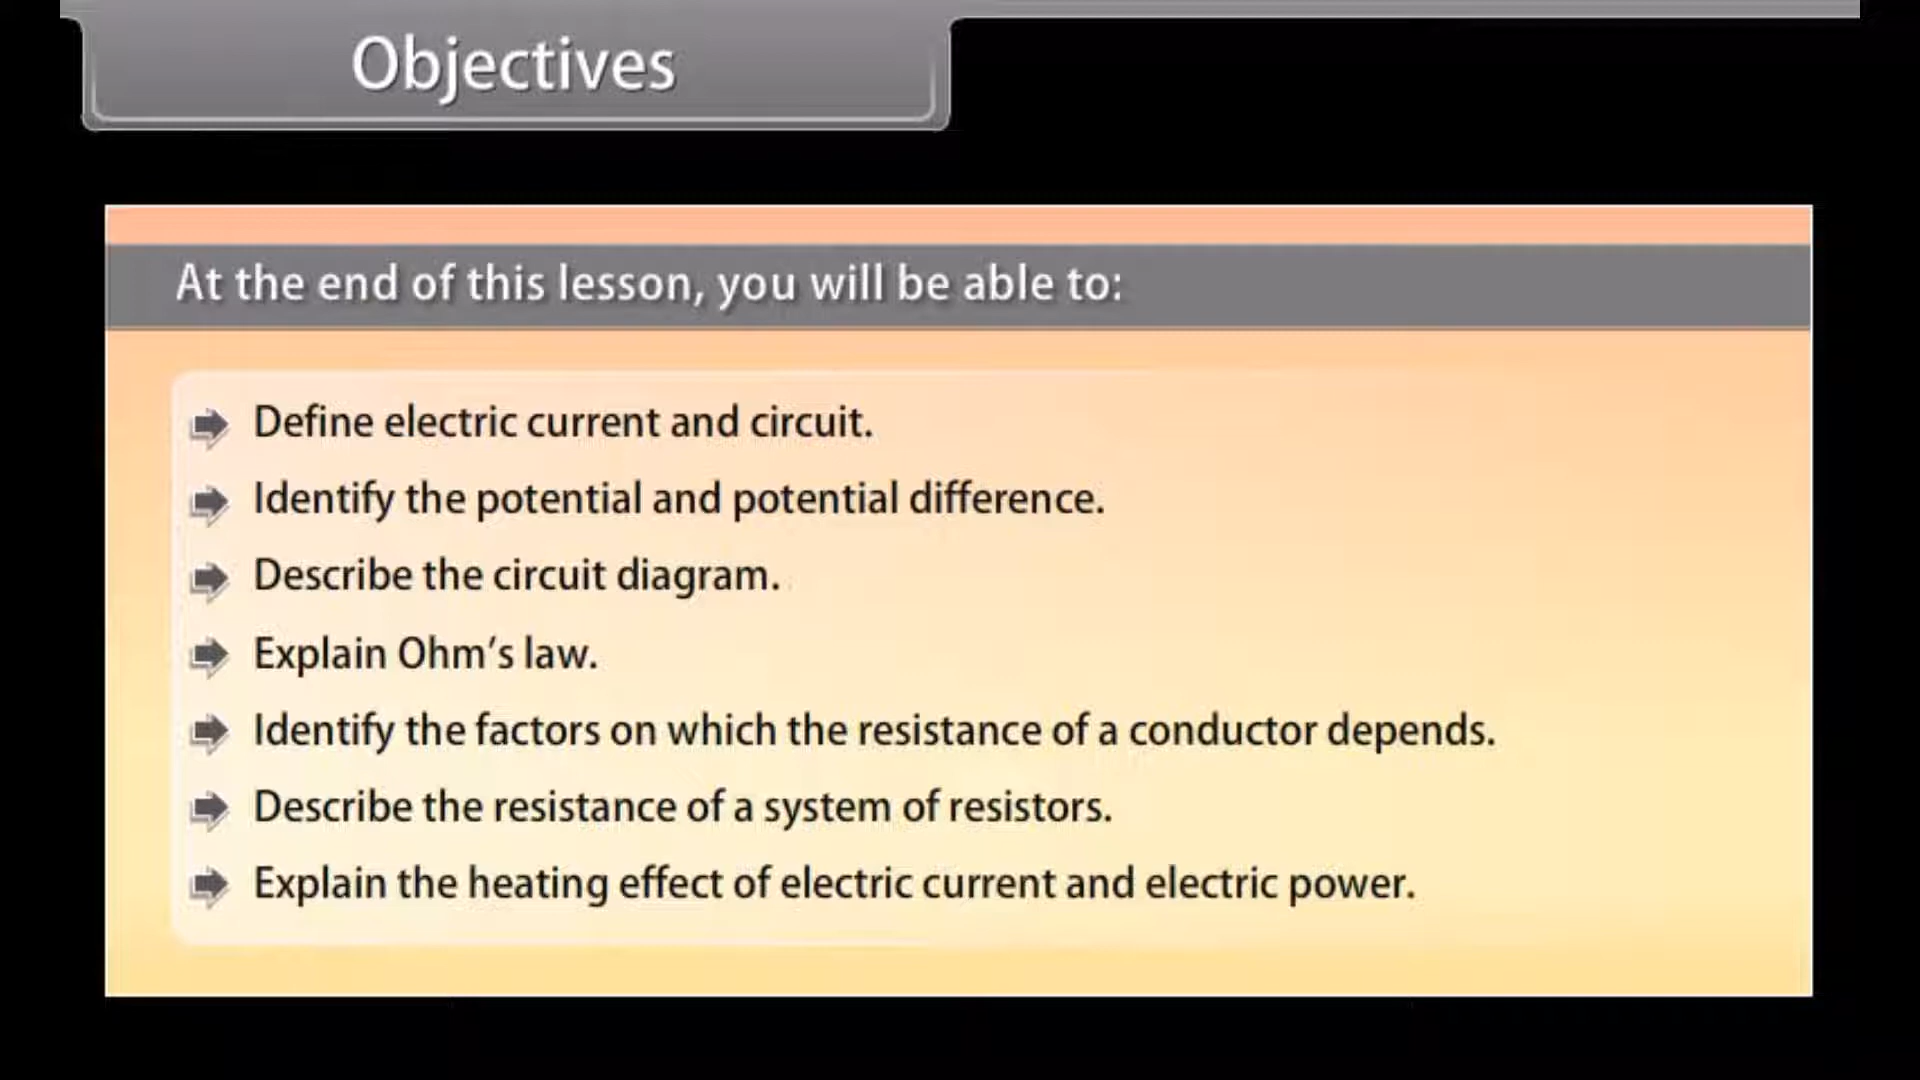 Objectives
At the end of this lesson, you will be able to:
Define electric current and circuit.
Identify the potential and potential difference.
Describe the circuit diagram.
Explain Ohm’s law.
Identify the factors on which the resistance of a conductor depends.
Describe the resistance of a system of resistors.
Explain the heating effect of electric current and electric power.